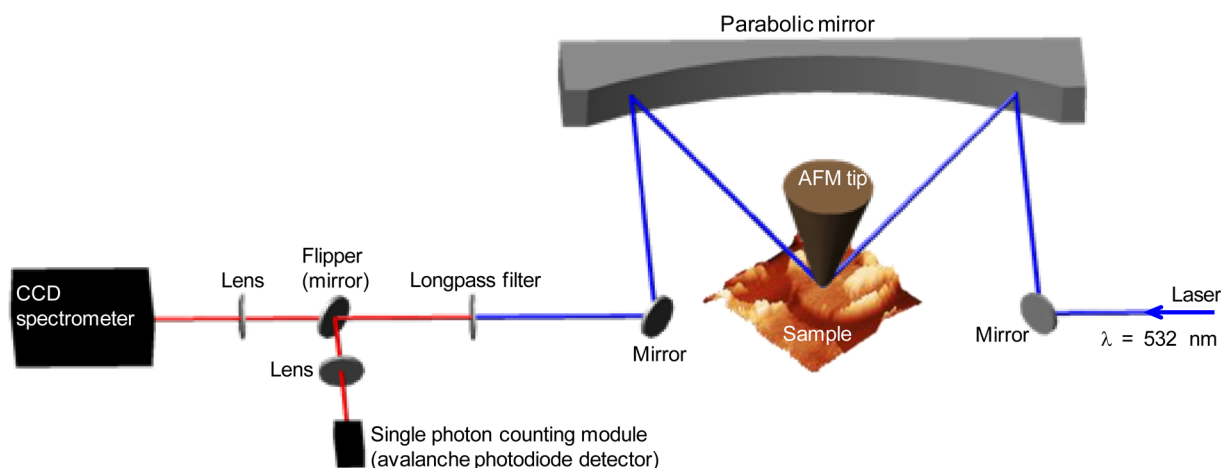 Parabolic mirror
AFM tip
Flipper
(mirror)
Lens
Longpass filter
CCD
spectrometer
Laser
Sample
Mirror
λ = 532 nm
Mirror
Lens
Single photon counting module
(avalanche photodiode detector)